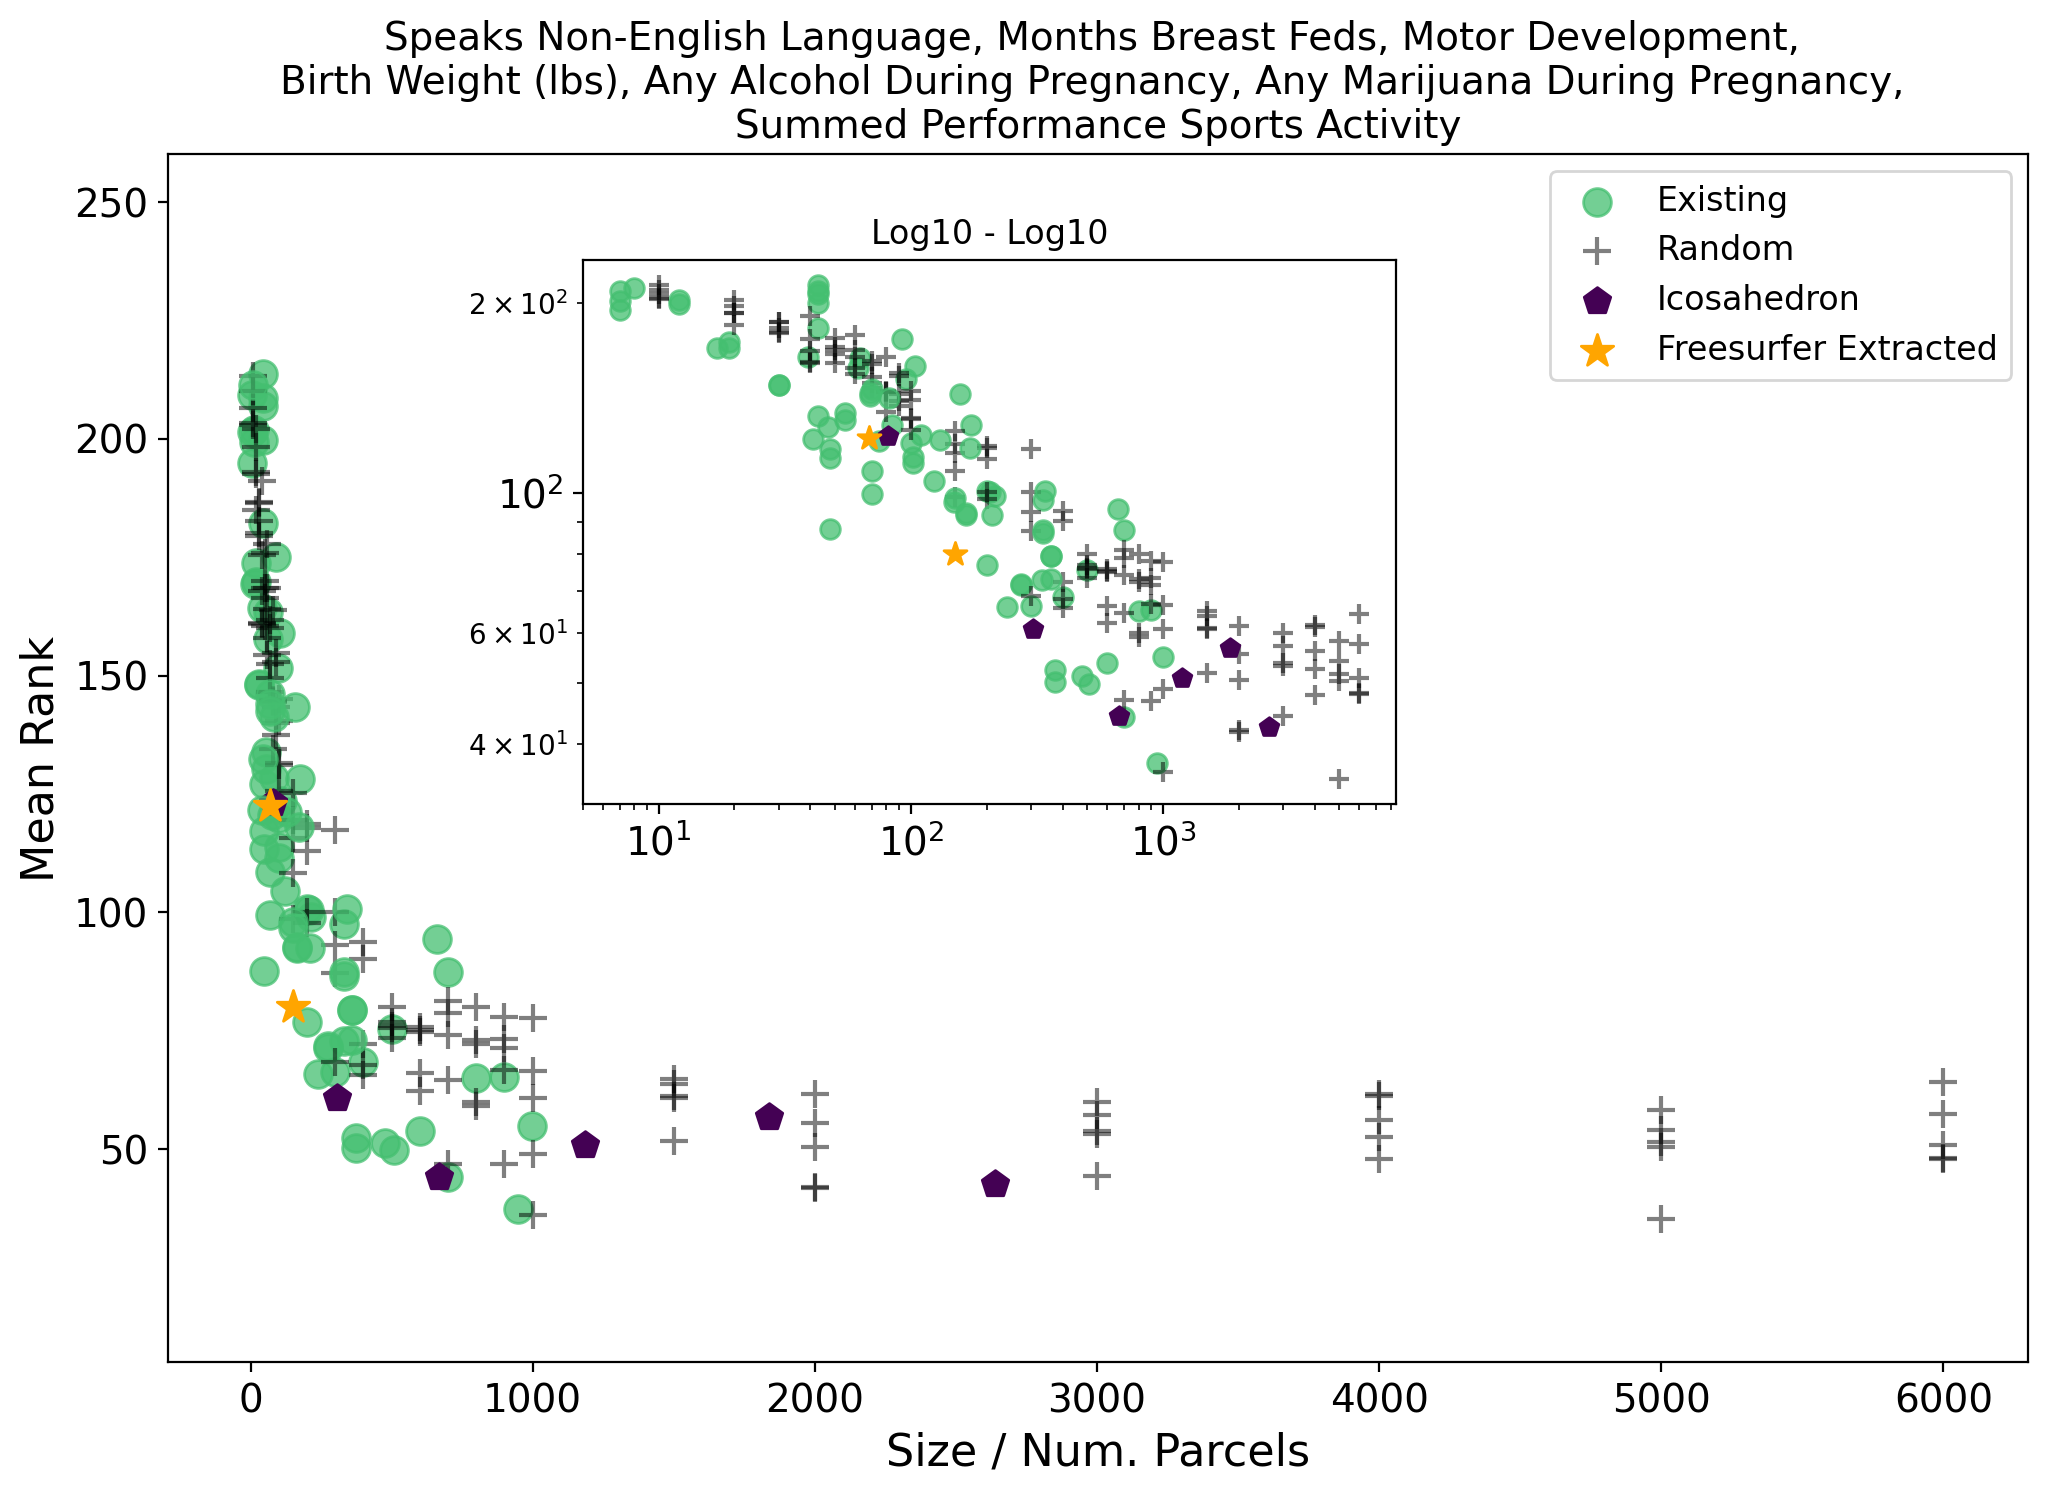 Speaks Non-English Language, Months Breast Feds, Motor Development,
Birth Weight (lbs), Any Alcohol During Pregnancy, Any Marijuana During Pregnancy,
Summed Performance Sports Activity
250
200
150
100
50
Mean Rank
Existing
Random
Icosahedron
Freesurfer Extracted
Log10 - Log10
2 × 10²
10²
6 × 10¹
4 × 10¹
10¹
10²
10³
0
1000
2000
3000
4000
5000
6000
Size / Num. Parcels